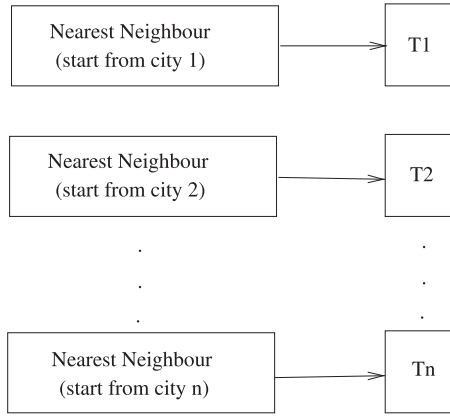 Nearest Neighbour
(start from city 1)
T1
Nearest Neighbour
(start from city 2)
T2
.
.
.
.
.
.
Nearest Neighbour
(start from city n)
Tn